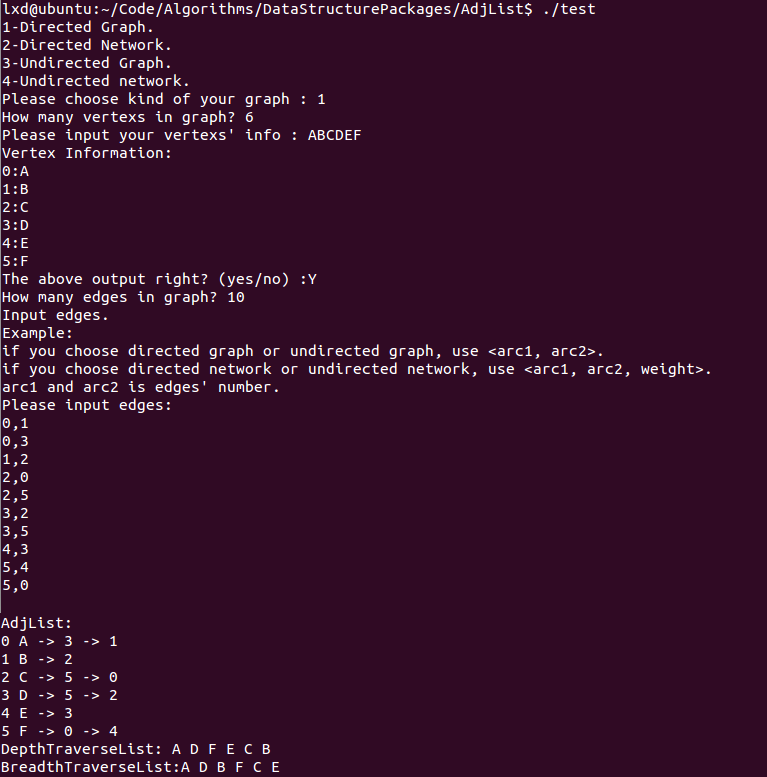 lxd@ubuntu:~/Code/Algorithms/DataStructurePackages/AdjList$ ./test
1-Directed Graph.
2-Directed Network.
3-Undirected Graph.
4-Undirected network.
Please choose kind of your graph : 1
How many vertexs in graph? 6
Please input your vertexs' info : ABCDEF
Vertex Information:
0:A
1:B
2:C
3:D
4:E
5:F
The above output right? (yes/no) :Y
How many edges in graph? 10
Input edges.
Example:
if you choose directed graph or undirected graph, use <arc1, arc2>.
if you choose directed network or undirected network, use <arc1, arc2, weight>.
arc1 and arc2 is edges' number.
Please input edges:
0,1
0,3
1,2
2,0
2,5
3,2
3,5
4,3
5,4
5,0
AdjList:
0 A -> 3 -> 1
1 B -> 2
2 C -> 5 -> 0
3 D -> 5 -> 2
4 E -> 3
5 F -> 0 -> 4
DepthTraverseList: A D F E C B
BreadthTraverseList:A D B F C E